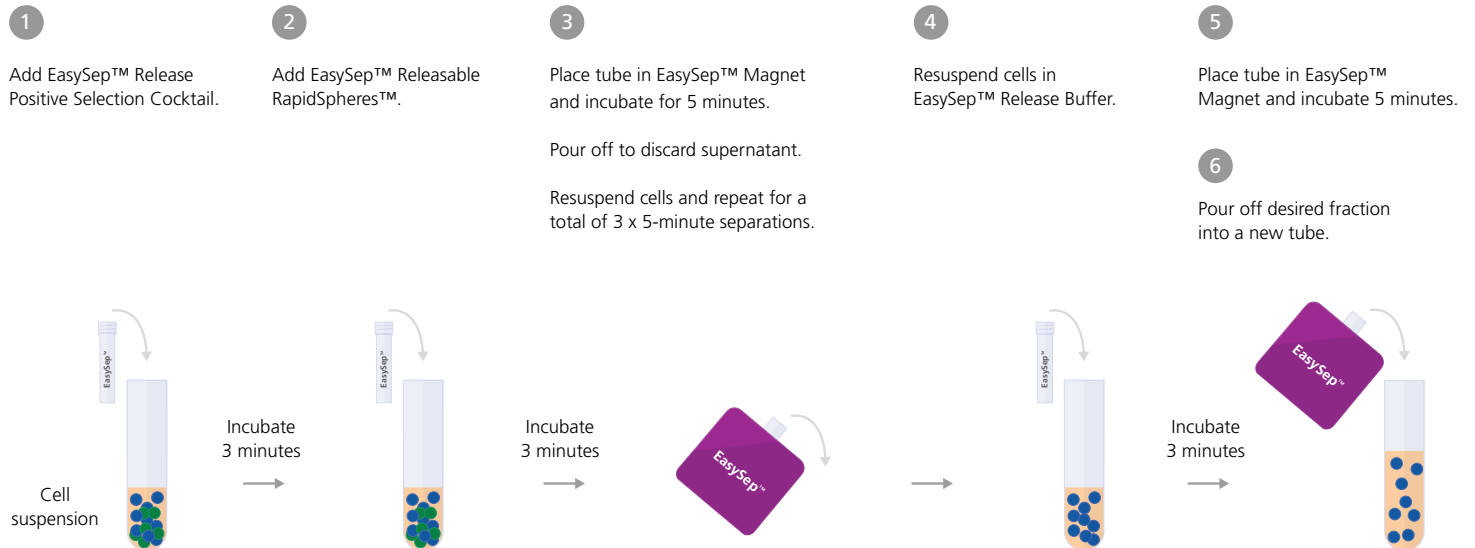 1
Add EasySep™ Release
Positive Selection Cocktail.
2
Add EasySep™ Releasable
RapidSpheres™.
3
Place tube in EasySep™ Magnet
and incubate for 5 minutes.
Pour off to discard supernatant.
Resuspend cells and repeat for a
total of 3 x 5-minute separations.
4
Resuspend cells in
EasySep™ Release Buffer.
5
Place tube in EasySep™
Magnet and incubate 5 minutes.
6
Pour off desired fraction
into a new tube.
EasySep™
Cell
suspension
Incubate
3 minutes
EasySep™
Incubate
3 minutes
EasySep™
EasySep™
Incubate
3 minutes
EasySep™